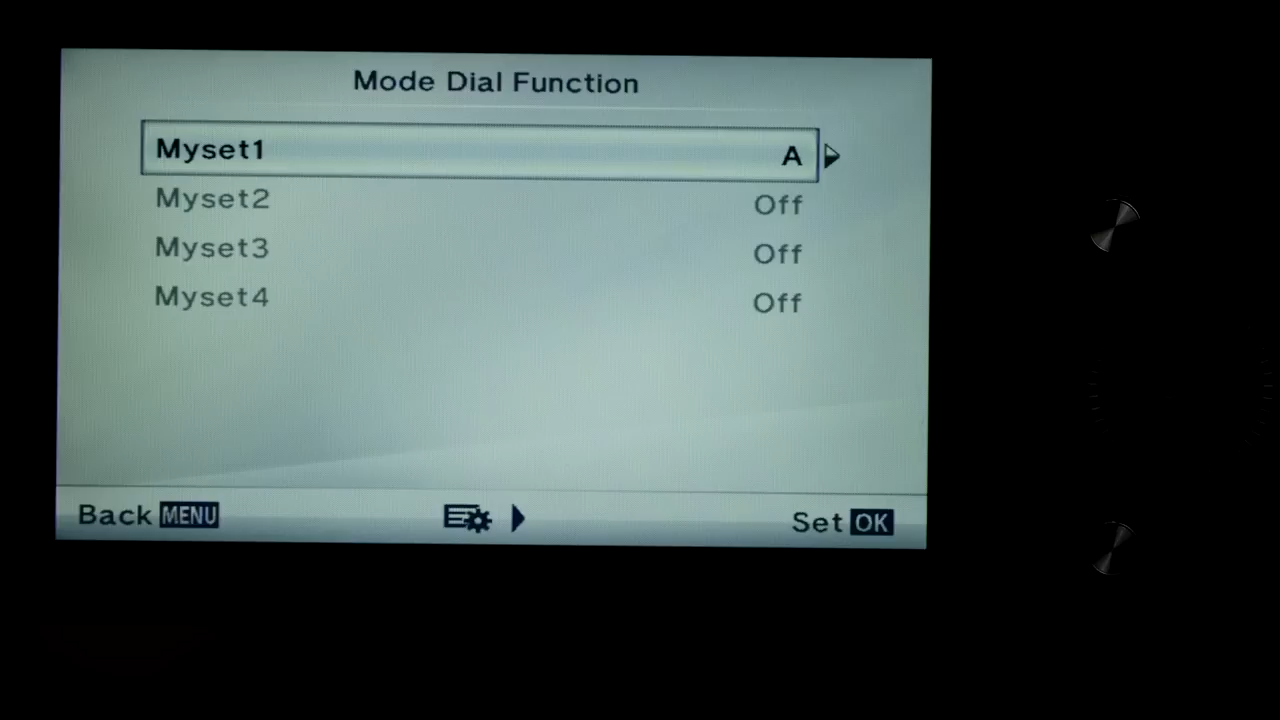 Mode Dial Function
Myset1 A
Myset2 Off
Myset3 Off
Myset4 Off
Back MENU Set OK